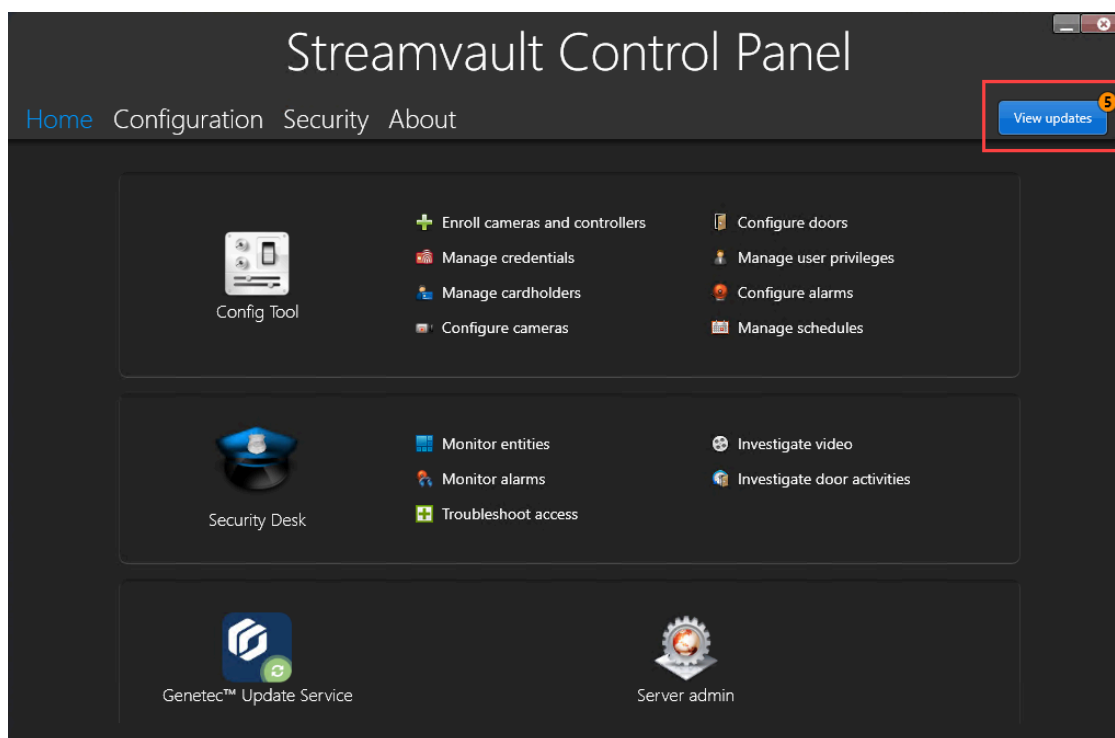 Streamvault Control Panel
Home Configuration Security About
5
View updates
Enroll cameras and controllers
Configure doors
Manage credentials
Manage user privileges
Config Tool
Manage cardholders
Configure alarms
Configure cameras
Manage schedules
Security Desk
Monitor entities
Investigate video
Monitor alarms
Investigate door activities
Troubleshoot access
Genetec™ Update Service
Server admin